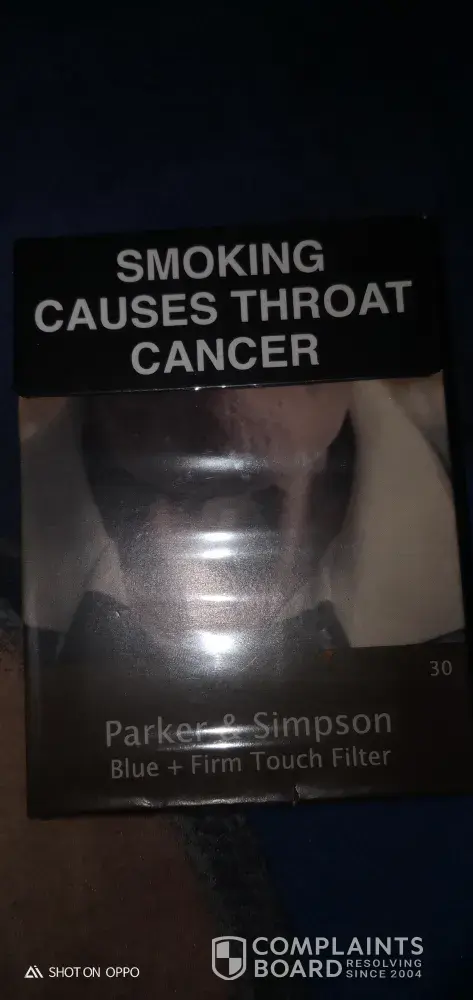 SMOKING
CAUSES THROAT
CANCER
30
Parker & Simpson
Blue + Firm Touch Filter
SHOT ON OPPO
COMPLAINTS
BOARD RESOLVING
SINCE 2004